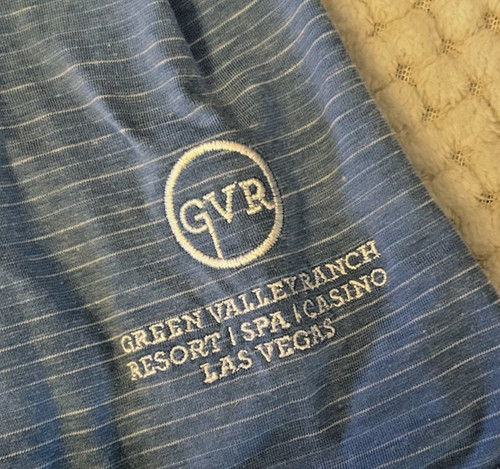 GVR
GREEN VALLEY RANCH
RESORT | SPA | CASINO
LAS VEGAS